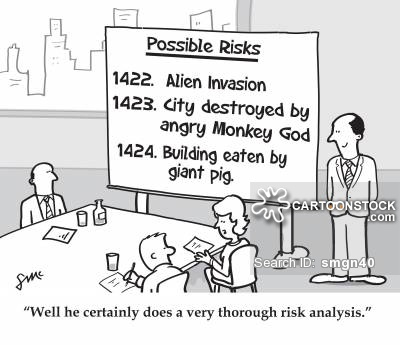 Possible Risks
1422. Alien Invasion
1423. City destroyed by
angry Monkey God
1424. Building eaten by
giant pig.
CARTOONSTOCK
.com
Search ID: smgn40
SMC
“Well he certainly does a very thorough risk analysis.”